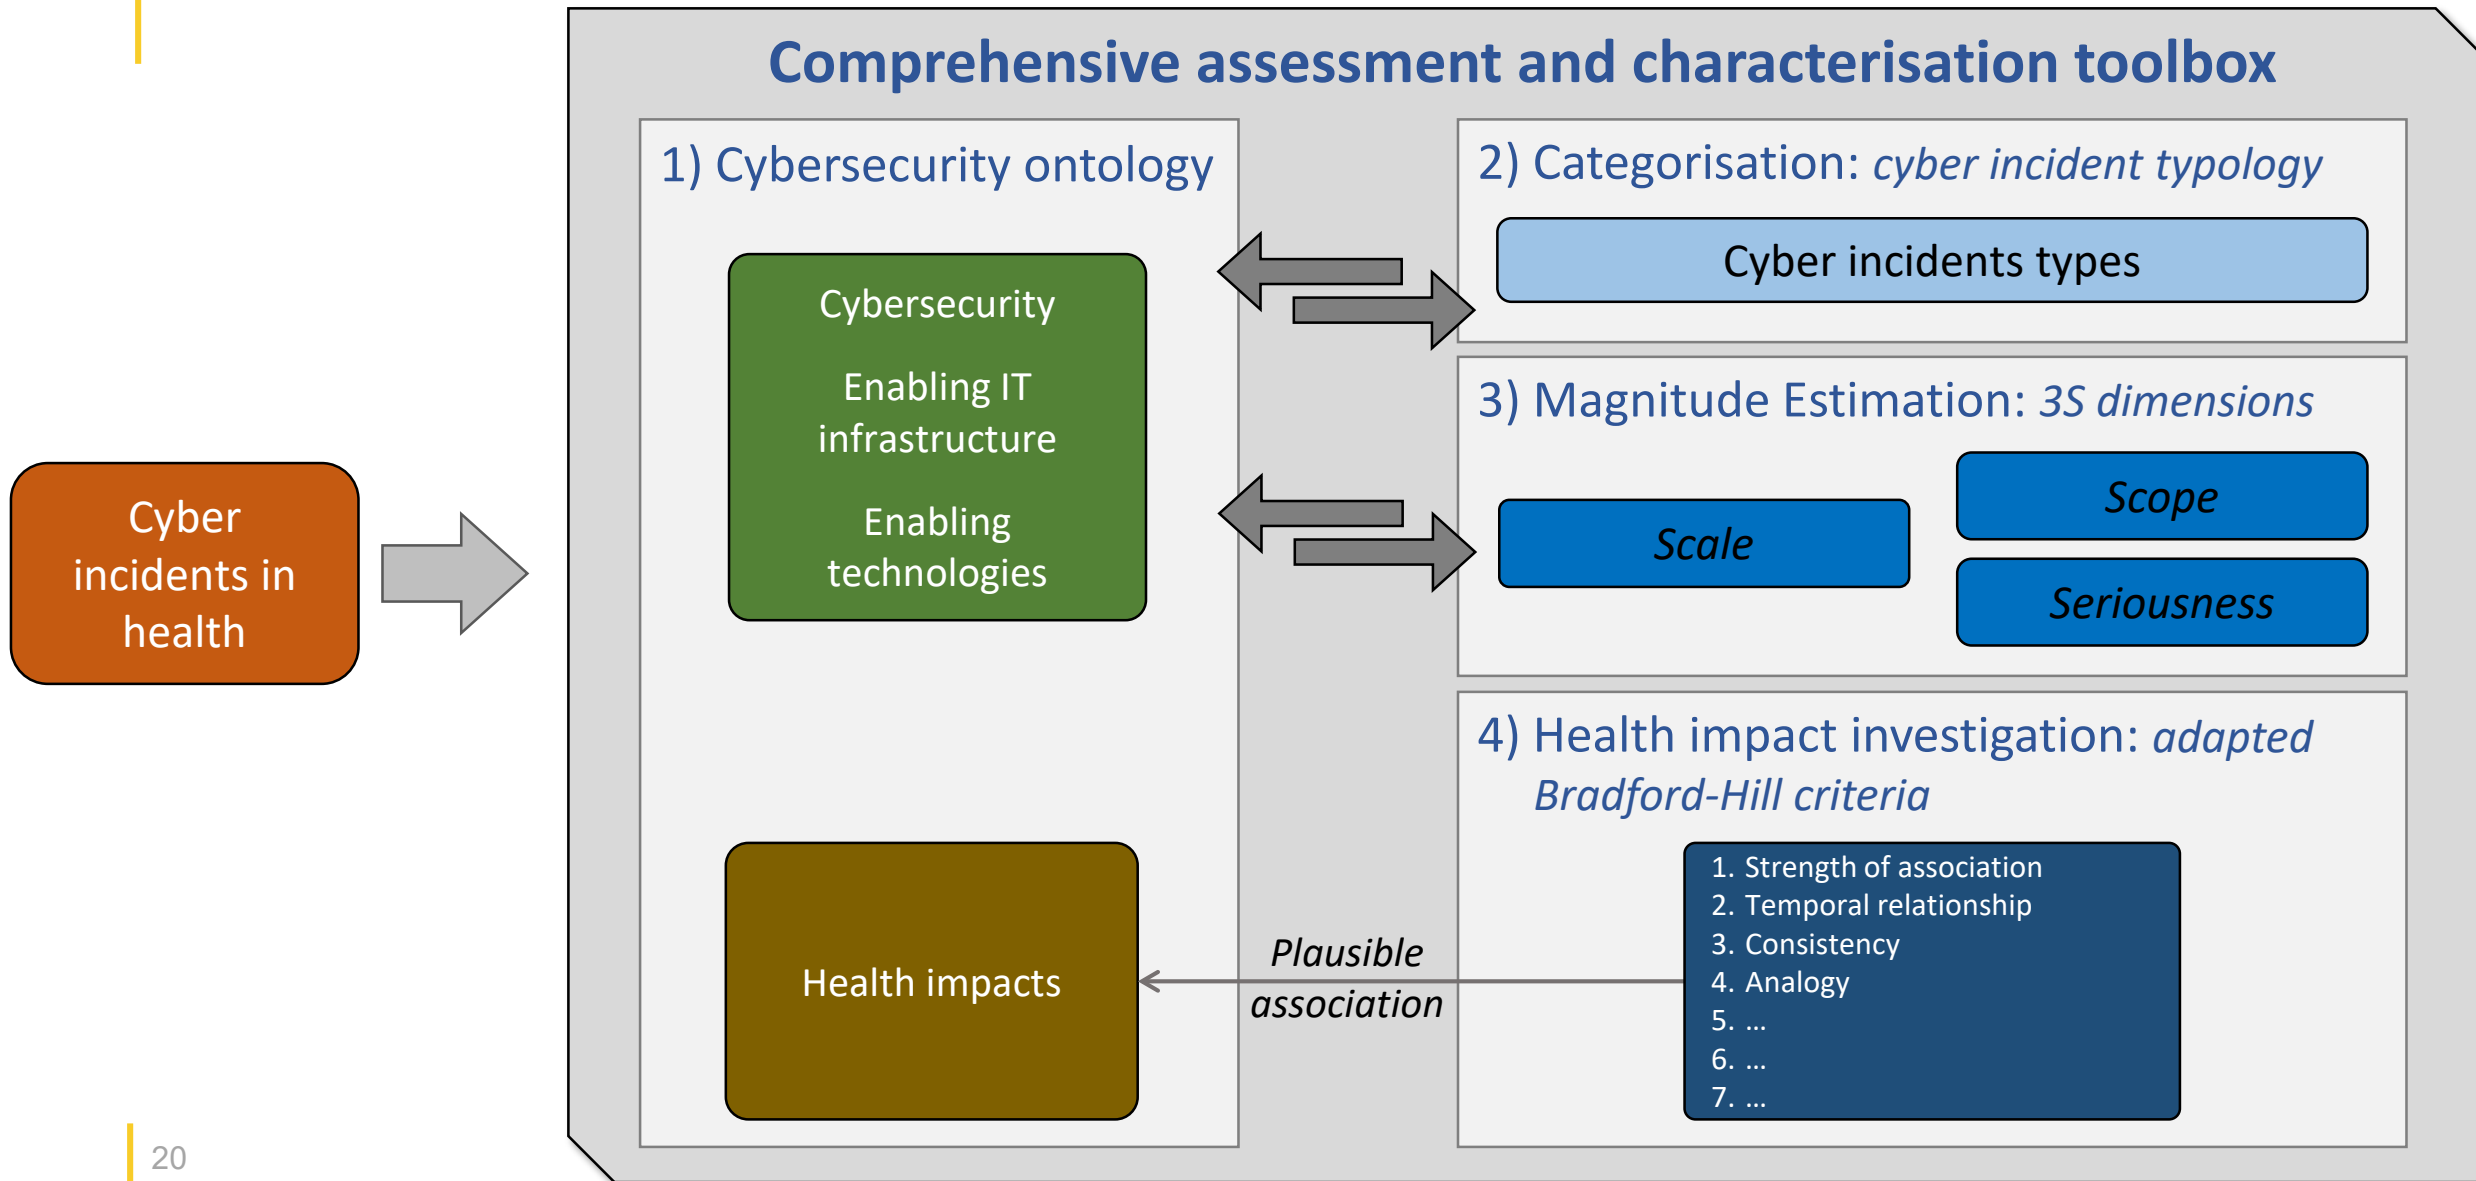 Comprehensive assessment and characterisation toolbox
Cyber
incidents in
health
1) Cybersecurity ontology
Cybersecurity
Enabling IT
infrastructure
Enabling
technologies
Health impacts
2) Categorisation: cyber incident typology
Cyber incidents types
3) Magnitude Estimation: 3S dimensions
Scale
Scope
Seriousness
4) Health impact investigation: adapted
Bradford-Hill criteria
1. Strength of association
2. Temporal relationship
3. Consistency
4. Analogy
5. ...
6. ...
7. ...
Plausible
association
20